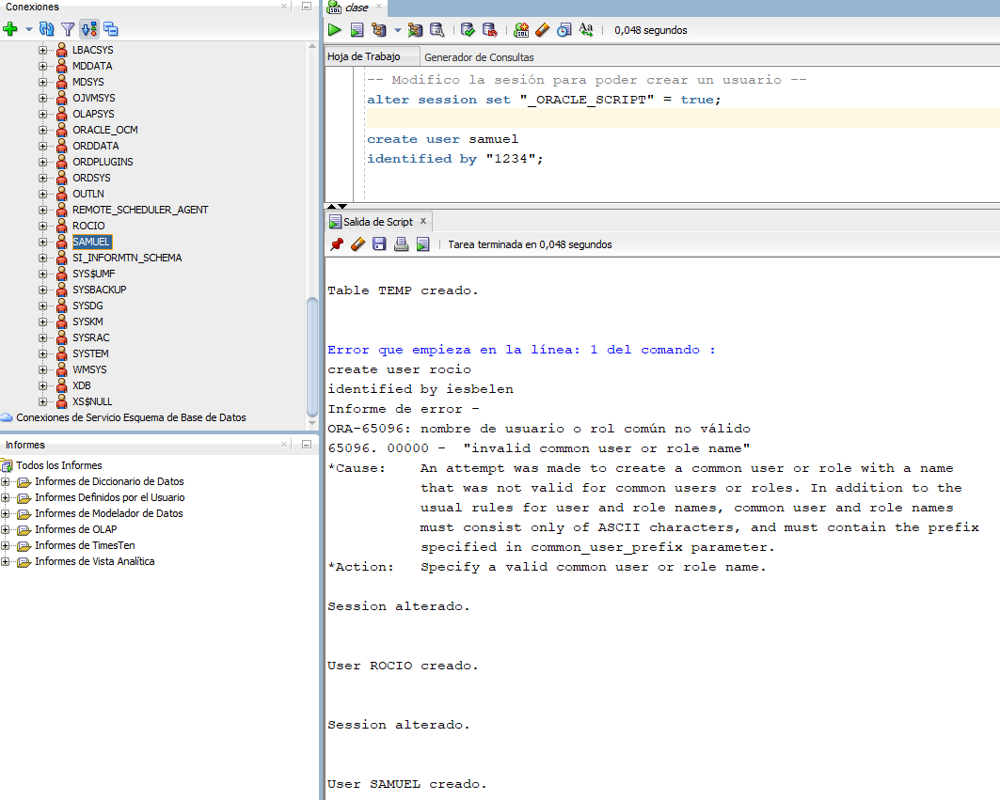 Conexiones
LBACSYS
MDDATA
MDSYS
OJVMSYS
OLAPSYS
ORACLE_OCM
ORDDATA
ORDPLUGINS
ORDSYS
OUTLN
REMOTE_SCHEDULER_AGENT
ROCIO
SAMUEL
SI_INFORMTN_SCHEMA
SYS$UMF
SYSBACKUP
SYSDG
SYSKM
SYSRAC
SYSTEM
WMSYS
XDB
XS$NULL
Conexiones de Servicio Esquema de Base de Datos
Informes
Todos los Informes
Informes de Diccionario de Datos
Informes Definidos por el Usuario
Informes de Modelador de Datos
Informes de OLAP
Informes de TimesTen
Informes de Vista Analítica
clase
0,048 segundos
Hoja de Trabajo Generador de Consultas
-- Modifico la sesión para poder crear un usuario --
alter session set "_ORACLE_SCRIPT" = true;
create user samuel
identified by "1234";
Salida de Script x
Tarea terminada en 0,048 segundos
Table TEMP creado.
Error que empieza en la línea: 1 del comando :
create user rocio
identified by iesbelen
Informe de error -
ORA-65096: nombre de usuario o rol común no válido
65096. 00000 -  "invalid common user or role name"
*Cause:    An attempt was made to create a common user or role with a name
that was not valid for common users or roles. In addition to the
usual rules for user and role names, common user and role names
must consist only of ASCII characters, and must contain the prefix
specified in common_user_prefix parameter.
*Action:   Specify a valid common user or role name.
Session alterado.
User ROCIO creado.
Session alterado.
User SAMUEL creado.